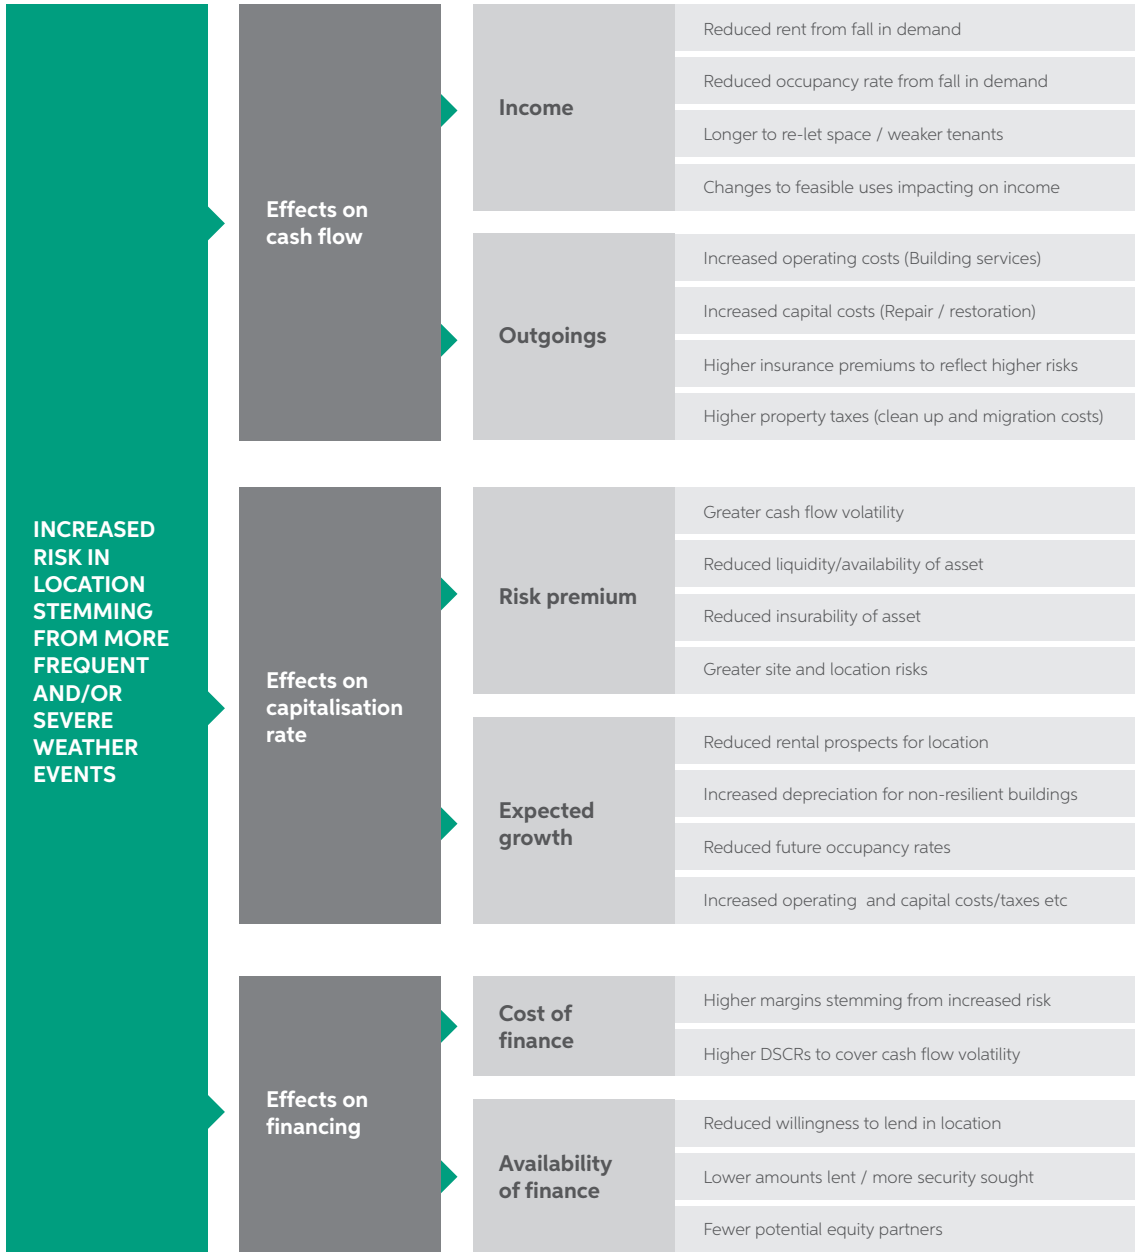 INCREASED
RISK IN
LOCATION
STEMMING
FROM MORE
FREQUENT
AND/OR
SEVERE
WEATHER
EVENTS
Effects on
cash flow
Income
Reduced rent from fall in demand
Reduced occupancy rate from fall in demand
Longer to re-let space / weaker tenants
Changes to feasible uses impacting on income
Outgoings
Increased operating costs (Building services)
Increased capital costs (Repair / restoration)
Higher insurance premiums to reflect higher risks
Higher property taxes (clean up and migration costs)
Effects on
capitalisation
rate
Risk premium
Greater cash flow volatility
Reduced liquidity/availability of asset
Reduced insurability of asset
Greater site and location risks
Expected
growth
Reduced rental prospects for location
Increased depreciation for non-resilient buildings
Reduced future occupancy rates
Increased operating  and capital costs/taxes etc
Effects on
financing
Cost of
finance
Higher margins stemming from increased risk
Higher DSCRs to cover cash flow volatility
Availability
of finance
Reduced willingness to lend in location
Lower amounts lent / more security sought
Fewer potential equity partners